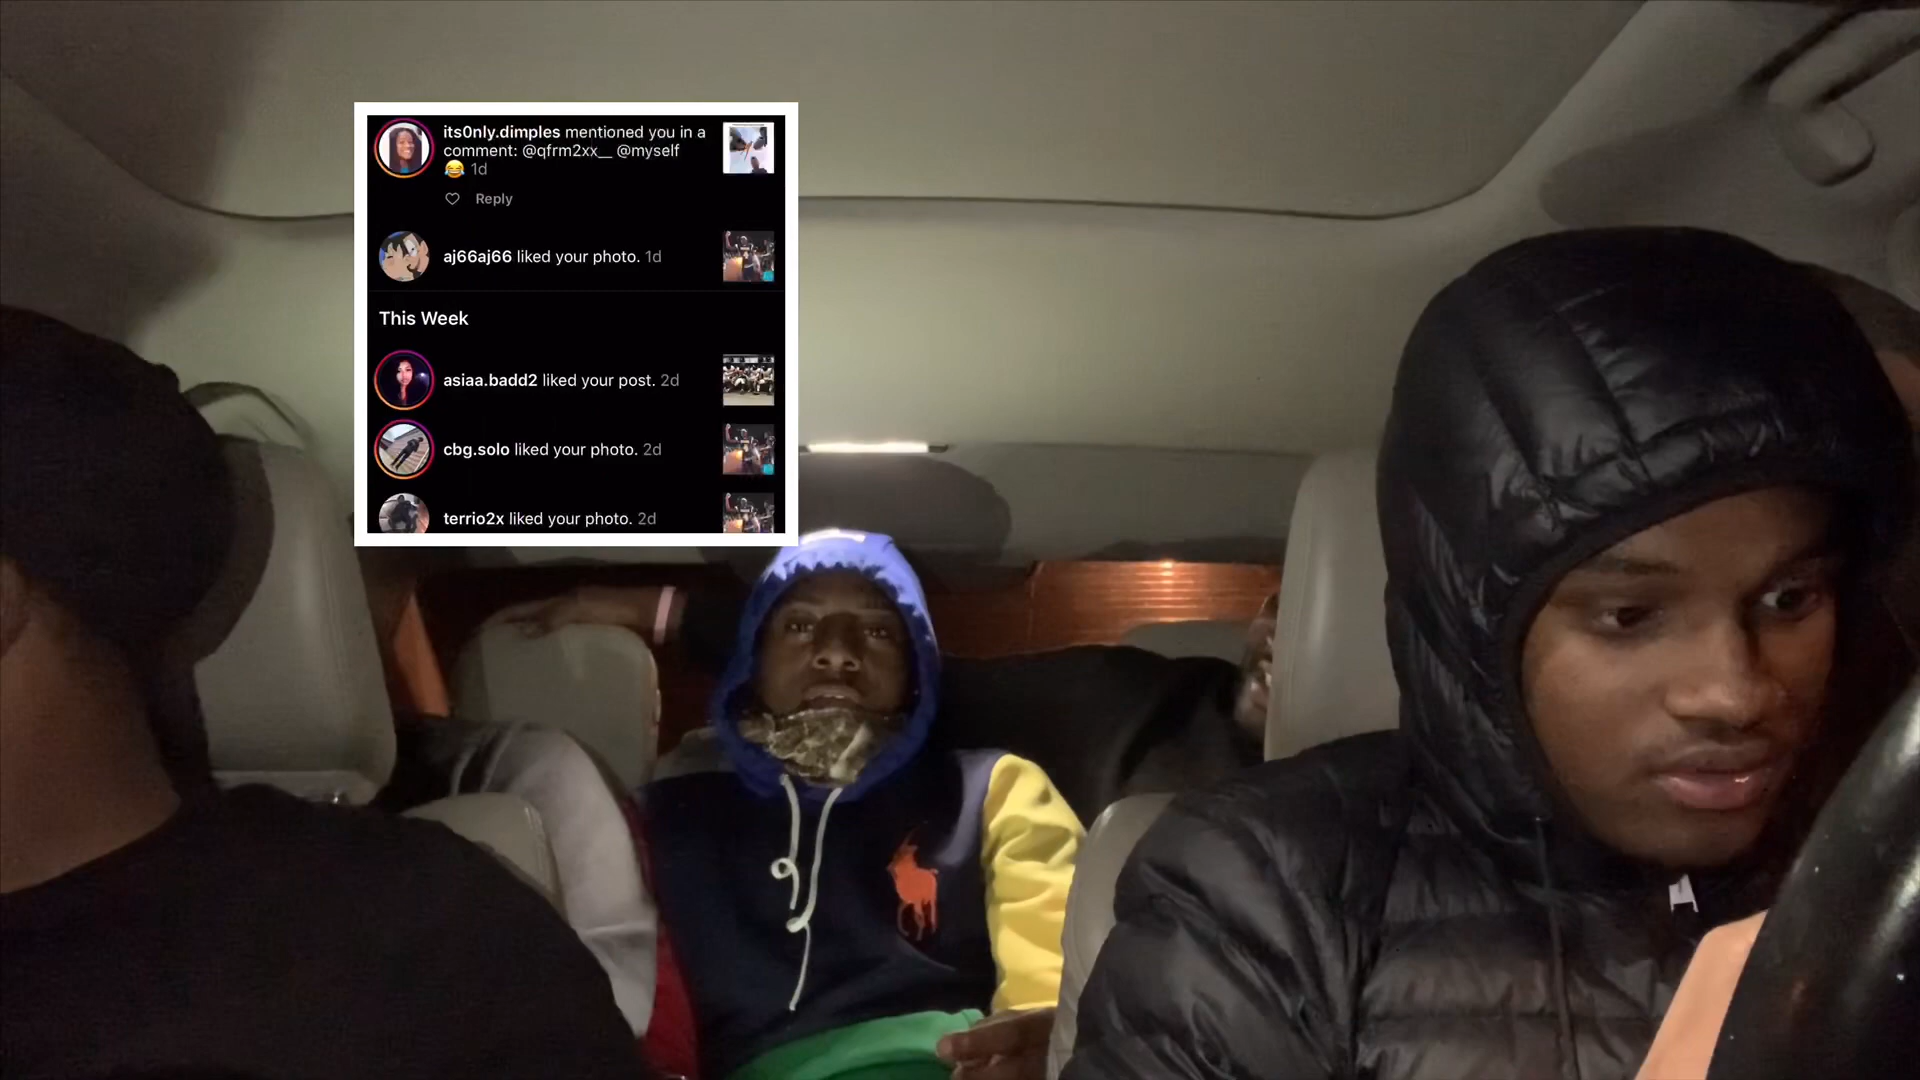 its0nly.dimples mentioned you in a
comment: @qfrm2xx__ @myself
😂 1d
Reply
aj66aj66 liked your photo. 1d
This Week
asiaa.badd2 liked your post. 2d
cbg.solo liked your photo. 2d
terrio2x liked your photo. 2d